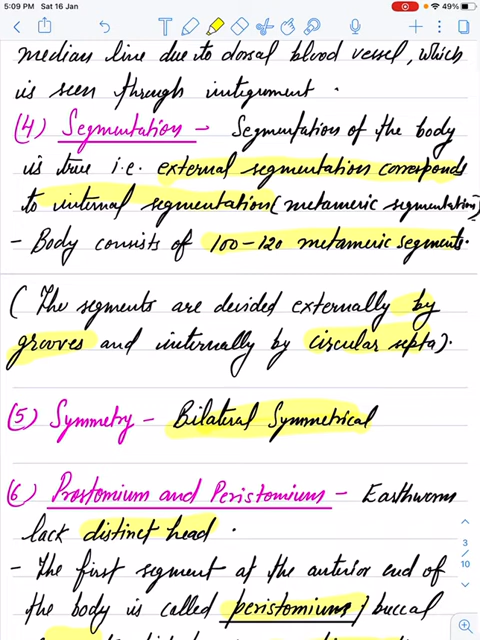 5:09 PM Sat 16 Jan
49%
median line due to dorsal blood vessel, which
is seen through integument.
(4) Segmentation - Segmentation of the body
is true i.e. external segmentation corresponds
to internal segmentation (metameric segmentation)
- Body consists of 100-120 metameric segments.
( The segments are devided externally by
grooves and internally by circular septa).
(5) Symmetry - Bilateral Symmetrical
(6) Prostomium and Peristomium - Earthworm
lack distinct head.
- The first segment at the anterior end of
the body is called peristomium / buccal
3
/
10